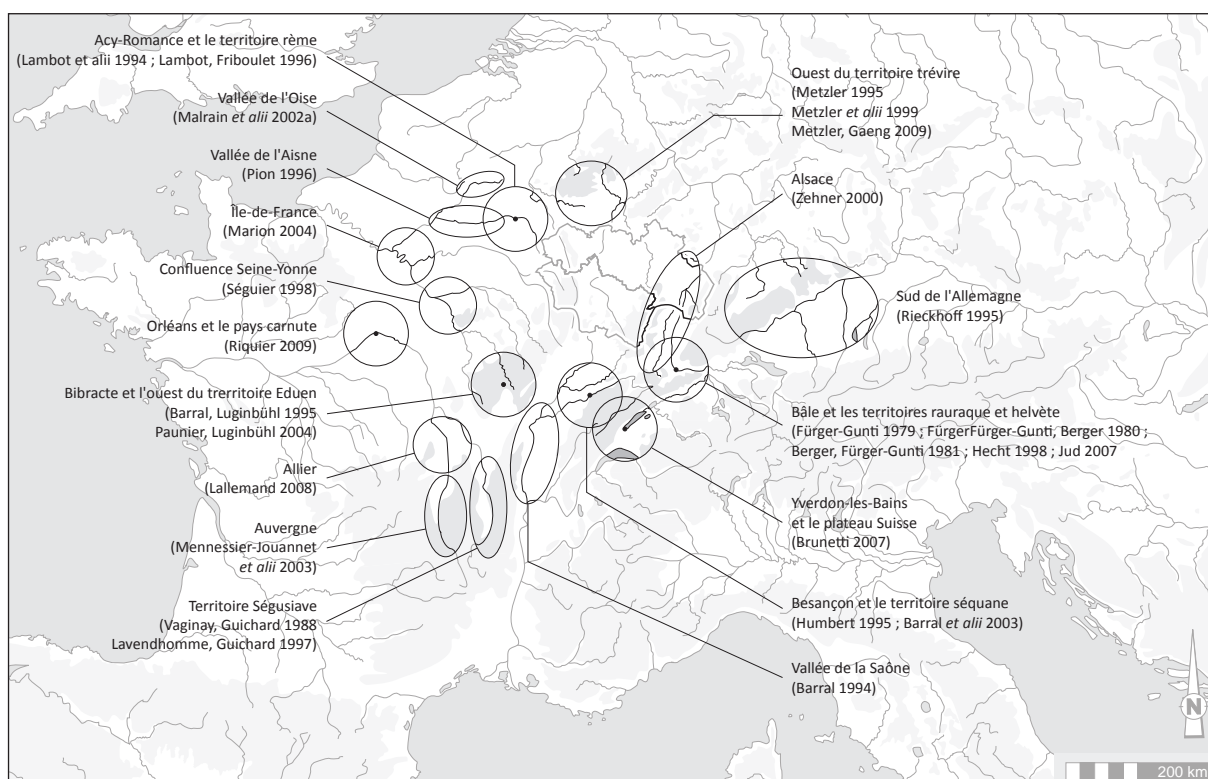 Acy-Romance et le territoire rème
(Lambot et alii 1994 ; Lambot, Friboulet 1996)
Vallée de l'Oise
(Malrain et alii 2002a)
Vallée de l'Aisne
(Pion 1996)
Île-de-France
(Marion 2004)
Confluence Seine-Yonne
(Séguier 1998)
Orléans et le pays carnute
(Riquier 2009)
Bibracte et l'ouest du trerritoire Eduen
(Barral, Luginbühl 1995
Paunier, Luginbühl 2004)
Allier
(Lallemand 2008)
Auvergne
(Mennessier-Jouannet
et alii 2003)
Territoire Ségusiave
(Vaginay, Guichard 1988
Lavendhomme, Guichard 1997)
Ouest du territoire trévire
(Metzler 1995
Metzler et alii 1999
Metzler, Gaeng 2009)
Alsace
(Zehner 2000)
Sud de l'Allemagne
(Rieckhoff 1995)
Bâle et les territoires rauraque et helvète
(Fürger-Gunti 1979 ; FürgerFürger-Gunti, Berger 1980 ;
Berger, Fürger-Gunti 1981 ; Hecht 1998 ; Jud 2007
Yverdon-les-Bains
et le plateau Suisse
(Brunetti 2007)
Besançon et le territoire séquane
(Humbert 1995 ; Barral et alii 2003)
Vallée de la Saône
(Barral 1994)
N
200 km